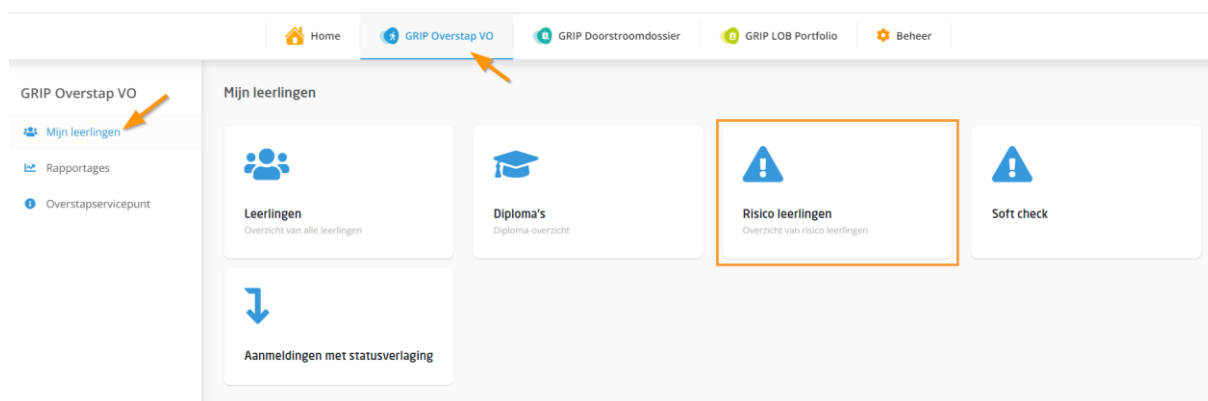 Home
GRIP Overstap VO
GRIP Doorstroomdossier
GRIP LOB Portfolio
Beheer
GRIP Overstap VO
Mijn leerlingen
Rapportages
Overstapservicepunt
Mijn leerlingen
Leerlingen
Overzicht van alle leerlingen
Diploma's
Diploma-overzicht
Risico leerlingen
Overzicht van risico leerlingen
Soft check
Aanmeldingen met statusverlaging